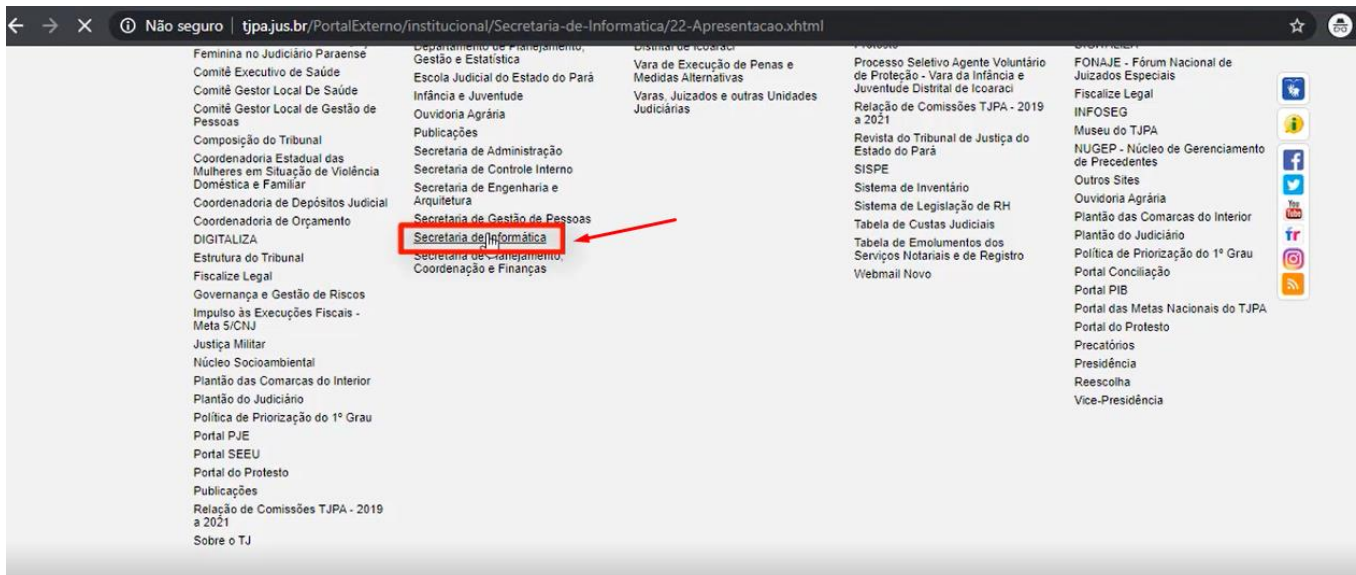 Não seguro | tjpa.jus.br/PortalExterno/institucional/Secretaria-de-Informatica/22-Apresentacao.xhtml
Feminina no Judiciário Paraense
Comitê Executivo de Saúde
Comitê Gestor Local De Saúde
Comitê Gestor Local de Gestão de
Pessoas
Composição do Tribunal
Coordenadoria Estadual das
Mulheres em Situação de Violência
Doméstica e Familiar
Coordenadoria de Depósitos Judicial
Coordenadoria do Orçamento
DIGITALIZA
Estrutura do Tribunal
Fiscalize Legal
Governança e Gestão de Riscos
Impulso às Execuções Fiscais -
Meta 5/CNJ
Justiça Militar
Núcleo Socioambiental
Plantão das Comarcas do Interior
Plantão do Judiciário
Política de Priorização do 1º Grau
Portal PJE
Portal SEEU
Portal do Protesto
Publicações
Relação de Comissões TJPA - 2019
a 2021
Sobre o TJ
Departamento de Planejamento,
Gestão e Estatística
Escola Judicial do Estado do Pará
Infância e Juventude
Ouvidoria Agrária
Publicações
Secretaria de Administração
Secretaria de Controle Interno
Secretaria de Engenharia e
Arquitetura
Secretaria de Gestão de Pessoas
Secretaria de Informática
Secretaria de Planejamento,
Coordenação e Finanças
Distrital de Icoaraci
Vara de Execução de Penas e
Medidas Alternativas
Varas, Juizados e outras Unidades
Judiciárias
Protesto
Processo Seletivo Agente Voluntário
de Proteção - Vara da Infância e
Juventude Distrital de Icoaraci
Relação de Comissões TJPA - 2019
a 2021
Revista do Tribunal de Justiça do
Estado do Pará
SISPE
Sistema de Inventário
Sistema de Legislação de RH
Tabela de Custas Judiciais
Tabela de Emolumentos dos
Serviços Notariais e de Registro
Webmail Novo
DIGITALIZA
FONAJE - Fórum Nacional de
Juizados Especiais
Fiscalize Legal
INFOSEG
Museu do TJPA
NUGEP - Núcleo de Gerenciamento
de Precedentes
Outros Sites
Ouvidoria Agrária
Plantão das Comarcas do Interior
Plantão do Judiciário
Política de Priorização do 1º Grau
Portal Conciliação
Portal PIB
Portal das Metas Nacionais do TJPA
Portal do Protesto
Precatórios
Presidência
Reescolha
Vice-Presidência
You
Tube